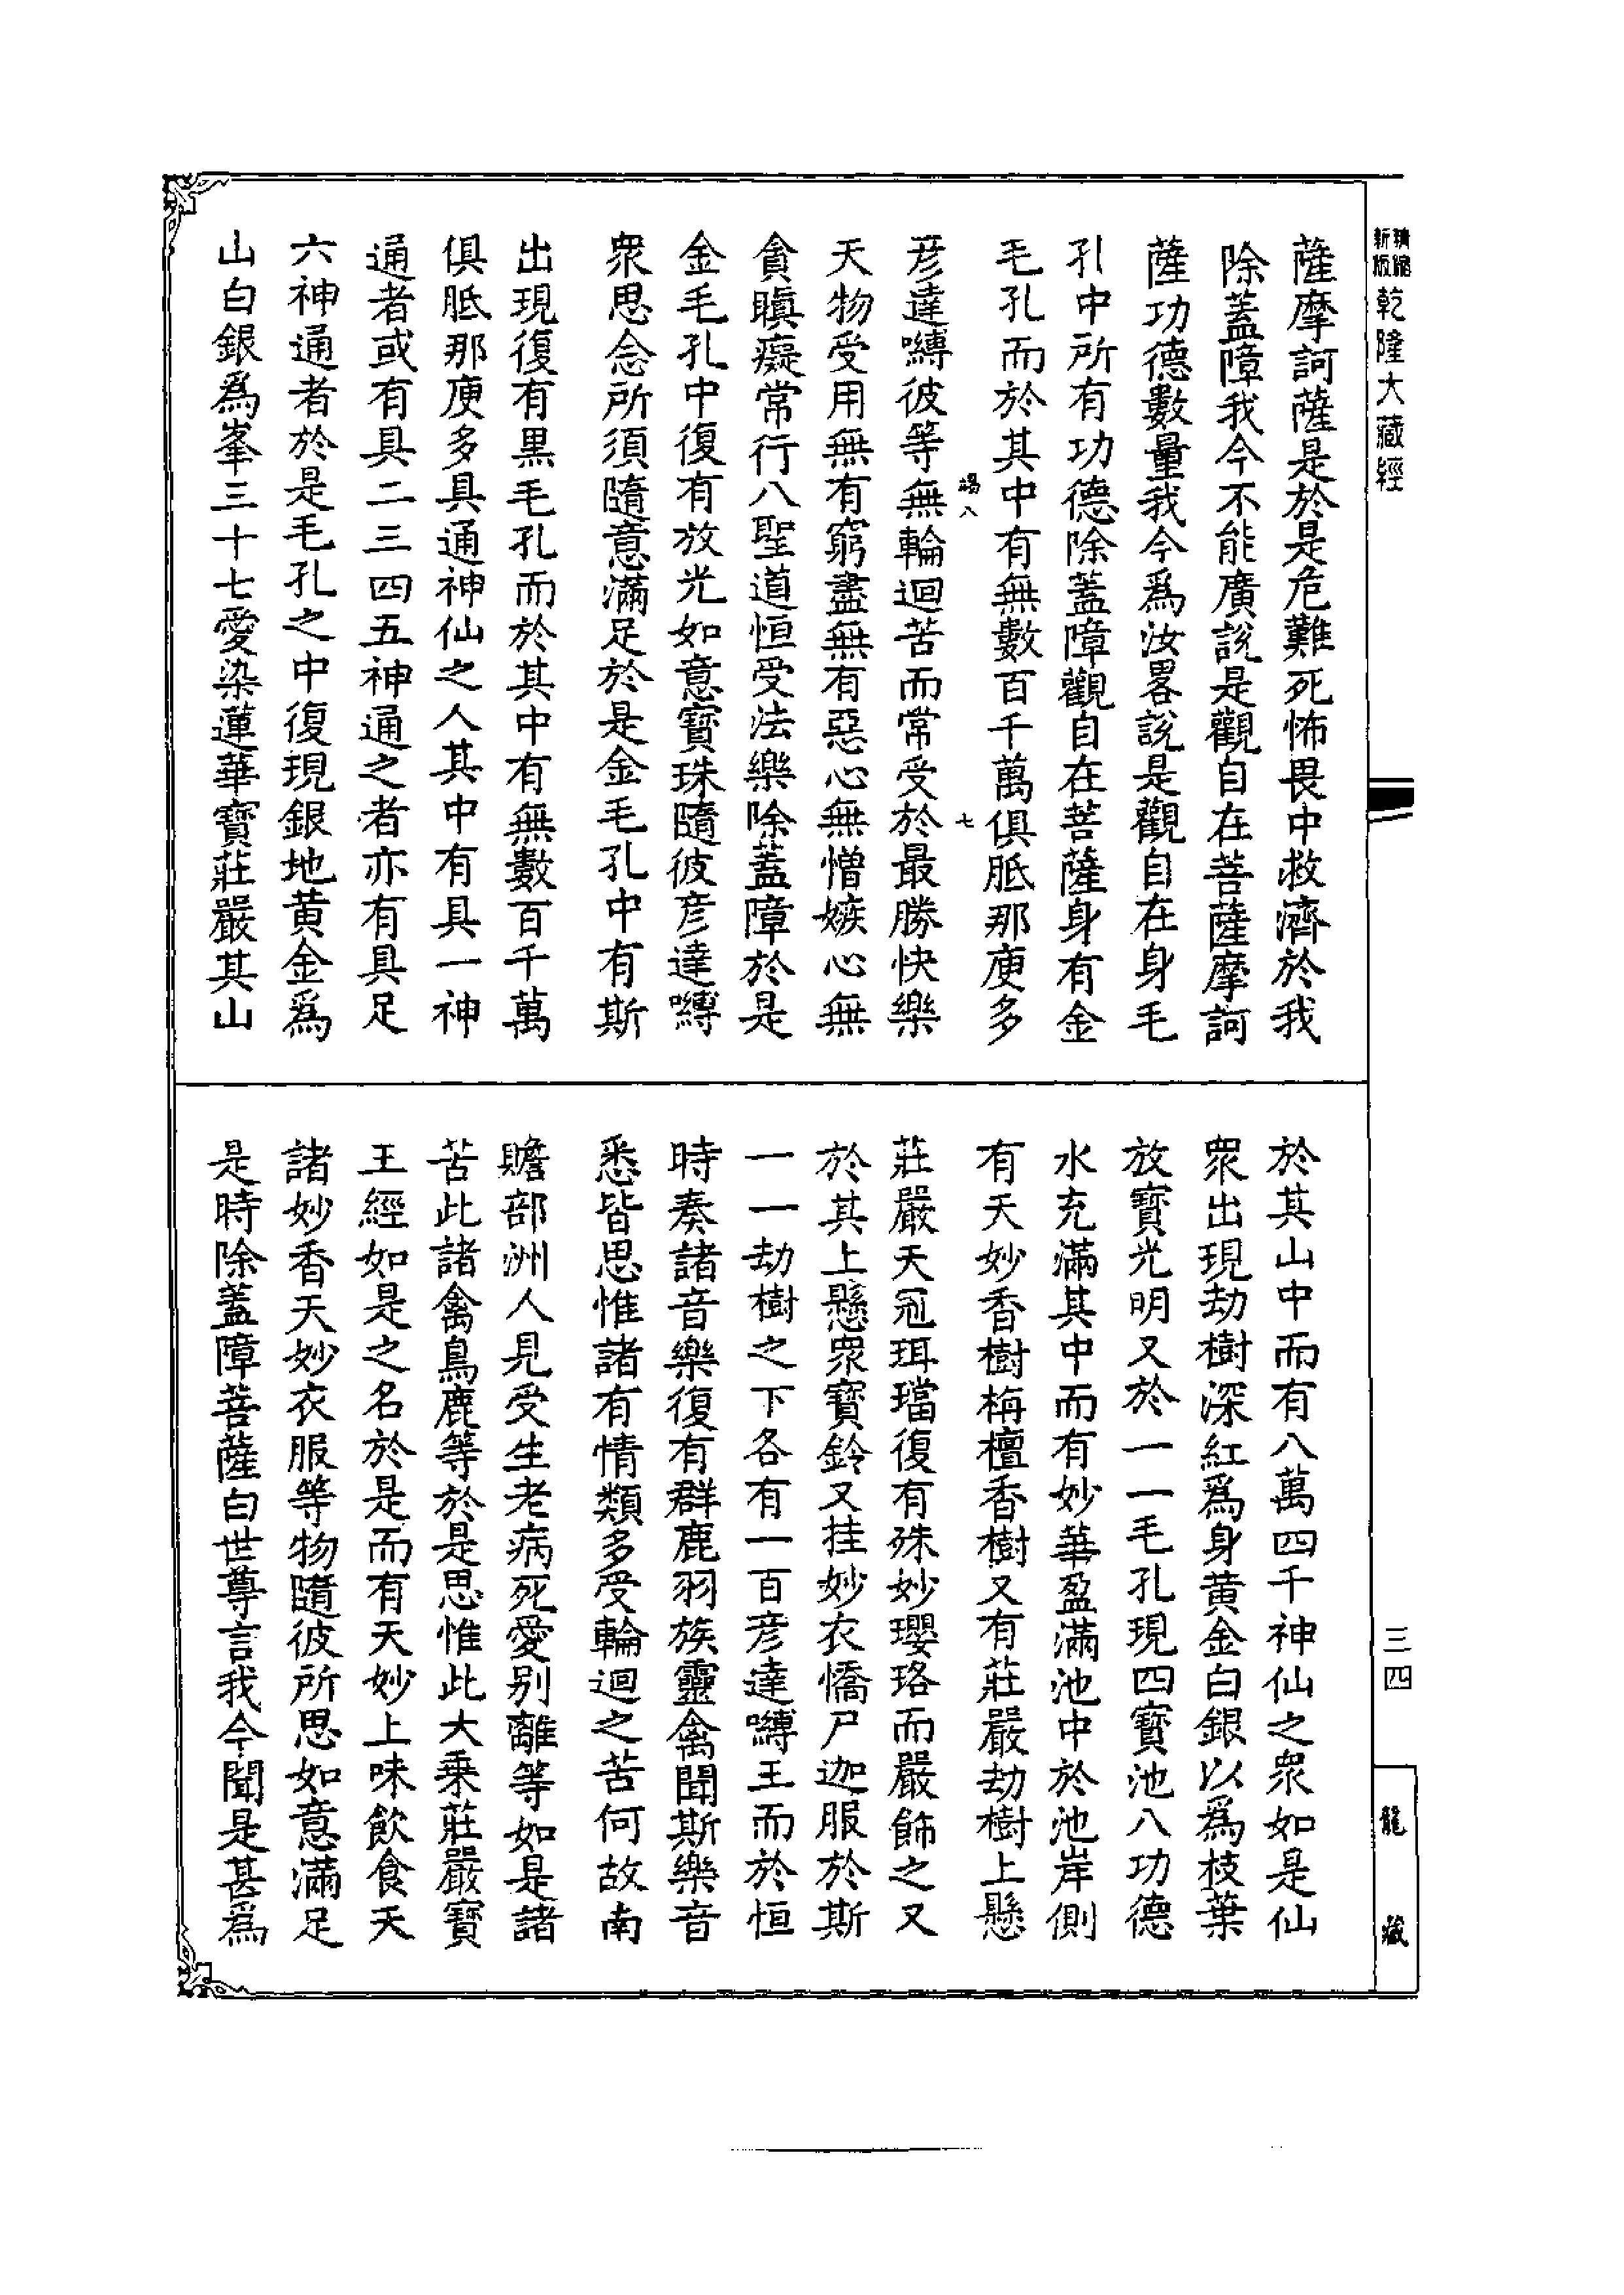 精縮
新版
乾隆大藏經
三四
龍藏
薩摩訶薩是於是危難死怖畏中救濟於我
除蓋障我今不能廣說是觀自在菩薩摩訶
薩功德數量我今爲汝畧說是觀自在身毛
孔中所有功德除蓋障觀自在菩薩身有金
毛孔而於其中有無數百千萬俱胝那庾多
八
七
彥達嚩彼等無輪迴苦而常受於最勝快樂
天物受用無有窮盡無有惡心無憎嫉心無
貪瞋癡常行八聖道恒受法樂除蓋障於是
金毛孔中復有放光如意寶珠隨彼彥達嚩
衆思念所須隨意滿足於是金毛孔中有斯
出現復有黑毛孔而於其中有無數百千萬
俱胝那庾多具通神仙之人其中有具一神
通者或有具二三四五神通之者亦有具足
六神通者於是毛孔之中復現銀地黄金爲
山白銀爲峯三十七愛染蓮華寶莊嚴其山
於其山中而有八萬四千神仙之衆如是仙
衆出現劫樹深紅爲身黄金白銀以爲枝葉
放寶光明又於一一毛孔現四寶池八功德
水充滿其中而有妙華盈滿池中於池岸側
有天妙香樹栴檀香樹又有莊嚴劫樹上懸
莊嚴天冠珥璫復有殊妙瓔珞而嚴飾之又
於其上懸衆寶鈴又挂妙衣憍尸迦服於斯
一一劫樹之下各有一百彥達嚩王而於恒
時奏諸音樂復有群鹿羽族靈禽聞斯樂音
悉皆思惟諸有情類多受輪迴之苦何故南
贍部洲人見受生老病死愛别離等如是諸
苦此諸禽鳥鹿等於是思惟此大乗莊嚴寶
王經如是之名於是而有天妙上味飲食天
諸妙香天妙衣服等物隨彼所思如意滿足
是時除蓋障菩薩白世尊言我今聞是甚爲